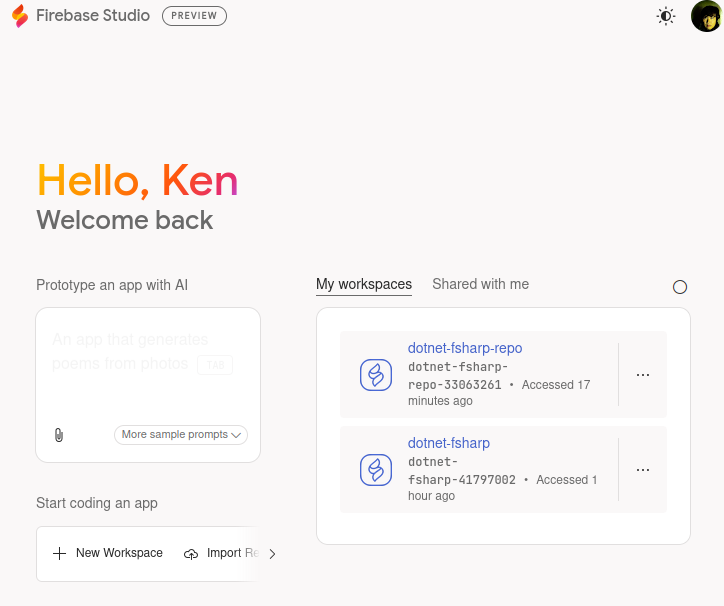 Firebase Studio PREVIEW
Hello, Ken
Welcome back
Prototype an app with AI
An app that generates
poems from photos TAB
More sample prompts
Start coding an app
New Workspace
Import Re
My workspaces Shared with me
dotnet-fsharp-repo
dotnet-fsharp-
repo-33063261 • Accessed 17
minutes ago
dotnet-fsharp
dotnet-
fsharp-41797002 • Accessed 1
hour ago